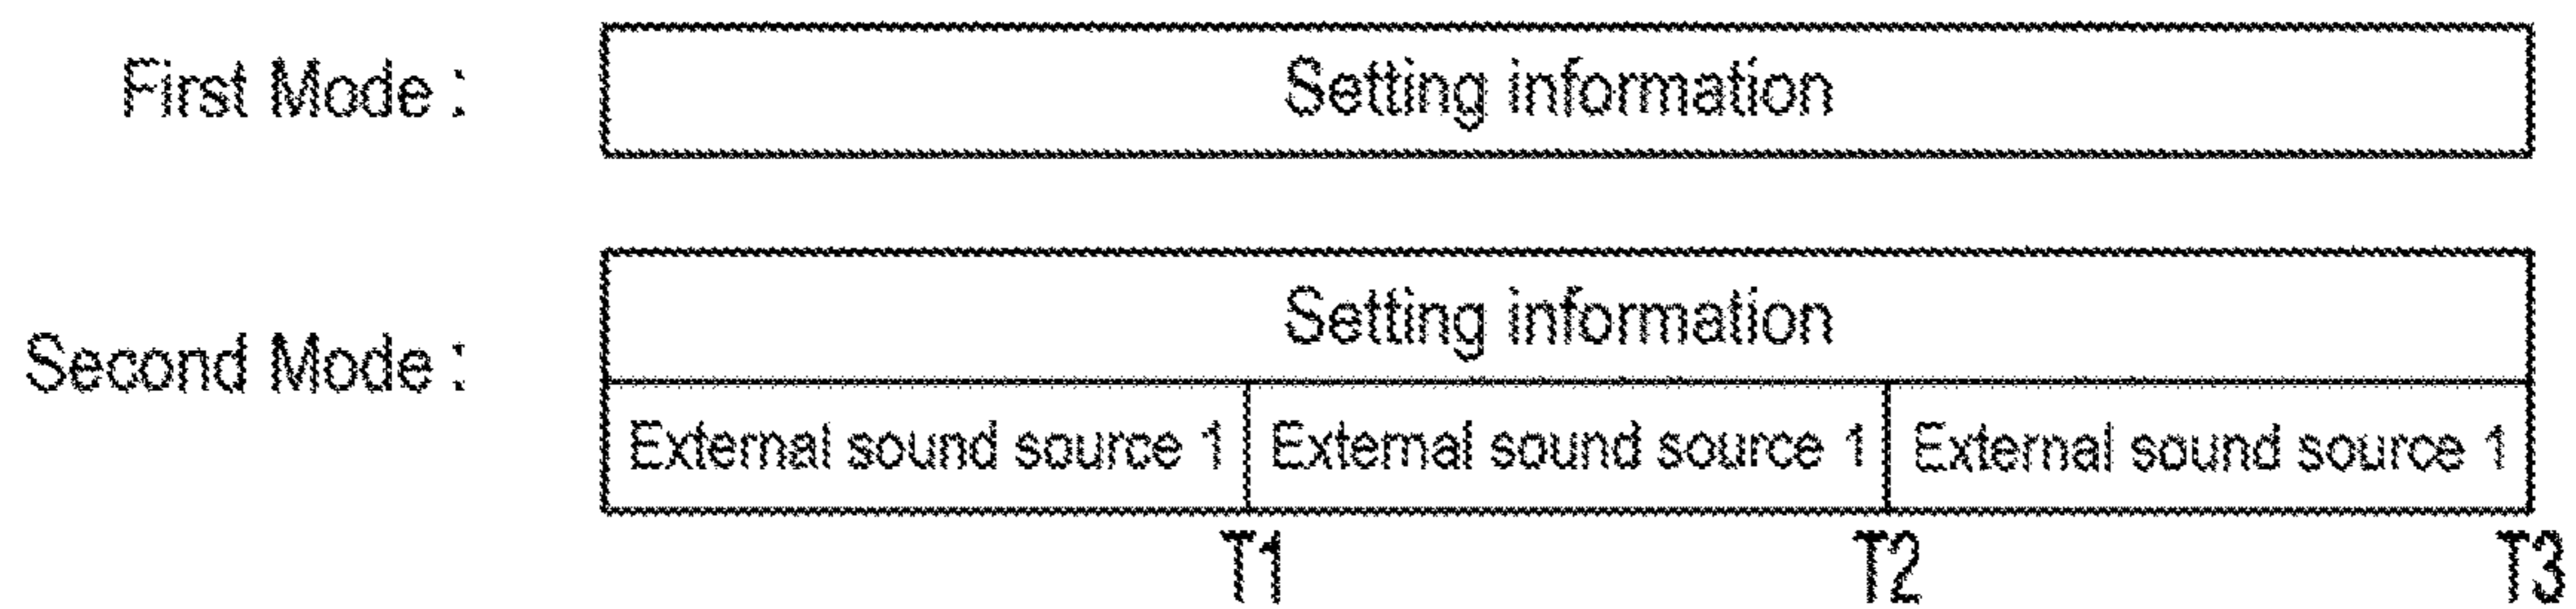 First Mode : Setting information
Setting information
Second Mode :
External sound source 1 External sound source 1 External sound source 1
T1 T2 T3